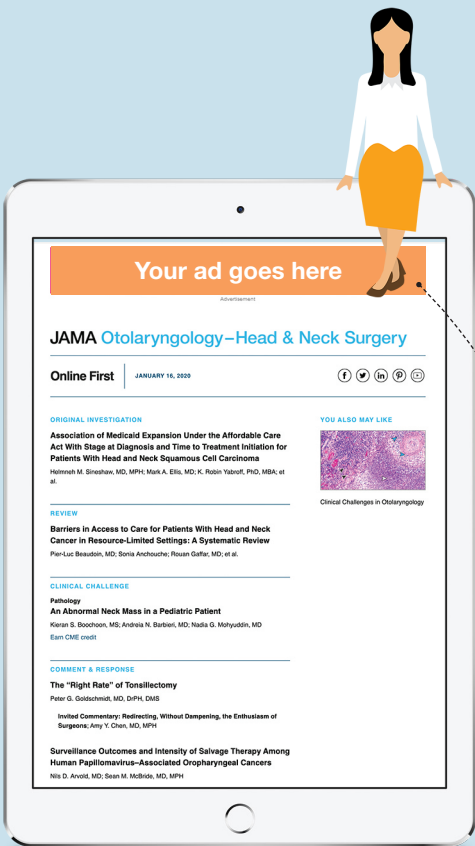 Your ad goes here
Advertisement
JAMA Otolaryngology–Head & Neck Surgery
Online First
JANUARY 16, 2020
ORIGINAL INVESTIGATION
Association of Medicaid Expansion Under the Affordable Care
Act With Stage at Diagnosis and Time to Treatment Initiation for
Patients With Head and Neck Squamous Cell Carcinoma
Helmneh M. Sineshaw, MD, MPH; Mark A. Ellis, MD; K. Robin Yabroff, PhD, MBA; et
al.
REVIEW
Barriers in Access to Care for Patients With Head and Neck
Cancer in Resource-Limited Settings: A Systematic Review
Pier-Luc Beaudoin, MD; Sonia Anchouche; Rouan Gaffar, MD; et al.
CLINICAL CHALLENGE
Pathology
An Abnormal Neck Mass in a Pediatric Patient
Kieran S. Boochoon, MS; Andreia N. Barbieri, MD; Nadia G. Mohyuddin, MD
Earn CME credit
COMMENT & RESPONSE
The “Right Rate” of Tonsillectomy
Peter G. Goldschmidt, MD, DrPH, DMS
Invited Commentary: Redirecting, Without Dampening, the Enthusiasm of
Surgeons; Amy Y. Chen, MD, MPH
Surveillance Outcomes and Intensity of Salvage Therapy Among
Human Papillomavirus–Associated Oropharyngeal Cancers
Nils D. Arvold, MD; Sean M. McBride, MD, MPH
YOU ALSO MAY LIKE
Clinical Challenges in Otolaryngology